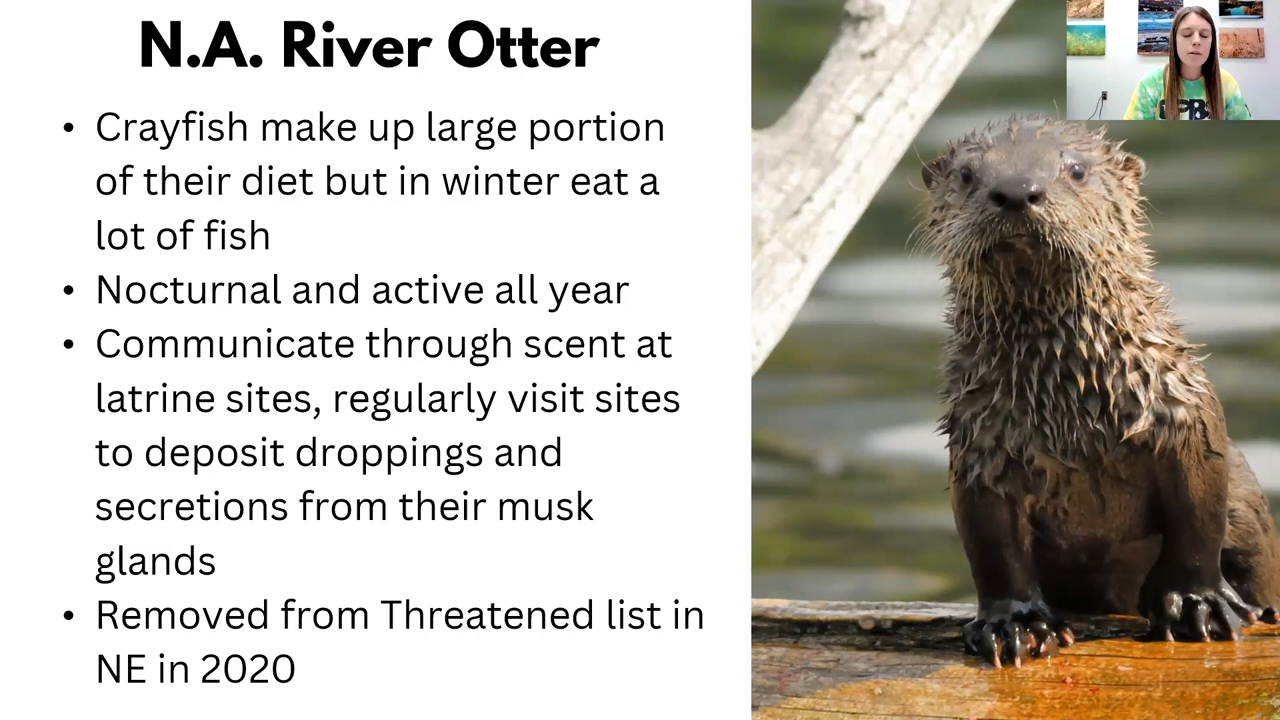 N.A. River Otter
• Crayfish make up large portion
of their diet but in winter eat a
lot of fish
• Nocturnal and active all year
• Communicate through scent at
latrine sites, regularly visit sites
to deposit droppings and
secretions from their musk
glands
• Removed from Threatened list in
NE in 2020